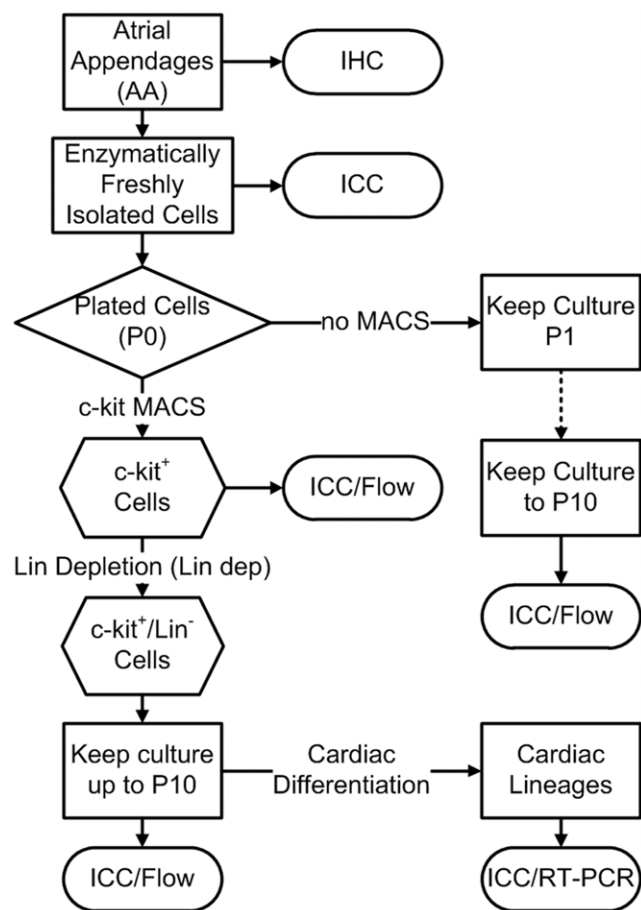 Atrial
Appendages
(AA)
IHC
Enzymatically
Freshly
Isolated Cells
ICC
Plated Cells
(P0)
no MACS
Keep Culture
P1
c-kit MACS
c-kit⁺
Cells
ICC/Flow
Keep Culture
to P10
Lin Depletion (Lin dep)
ICC/Flow
c-kit⁺/Lin⁻
Cells
Keep culture
up to P10
Cardiac
Differentiation
Cardiac
Lineages
ICC/Flow
ICC/RT-PCR